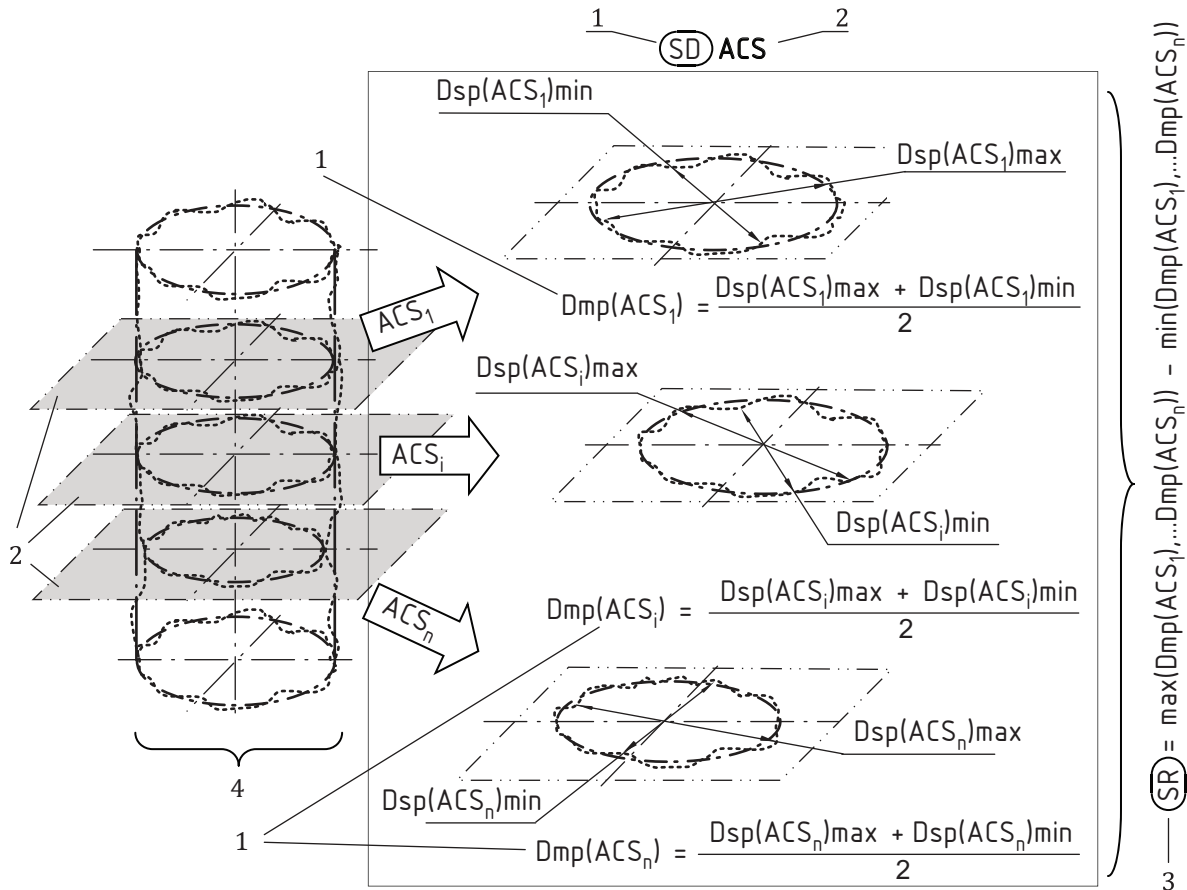 1 (SD) ACS 2
Dsp(ACS₁)min
Dsp(ACS₁)max
1
Dmp(ACS₁) = (Dsp(ACS₁)max + Dsp(ACS₁)min) / 2
ACS₁
Dsp(ACSᵢ)max
ACSᵢ
Dsp(ACSᵢ)min
2
Dmp(ACSᵢ) = (Dsp(ACSᵢ)max + Dsp(ACSᵢ)min) / 2
ACSₙ
Dsp(ACSₙ)max
4
Dsp(ACSₙ)min
1
Dmp(ACSₙ) = (Dsp(ACSₙ)max + Dsp(ACSₙ)min) / 2
(SR) = max(Dmp(ACS₁),...Dmp(ACSₙ)) - min(Dmp(ACS₁),...Dmp(ACSₙ))
3